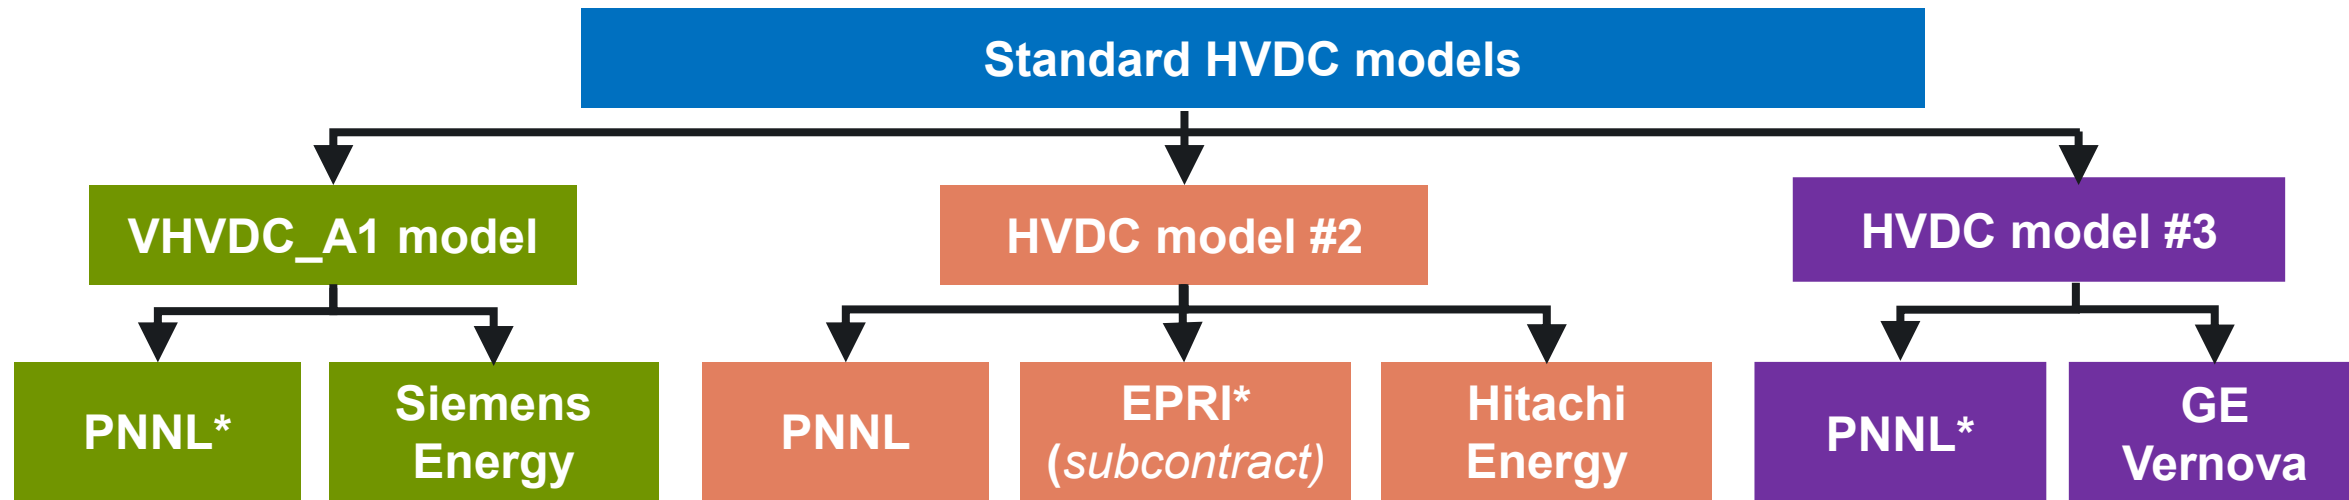 Standard HVDC models
VHVDC_A1 model
HVDC model #2
HVDC model #3
PNNL*
Siemens
Energy
PNNL
EPRI*
(subcontract)
Hitachi
Energy
PNNL*
GE
Vernova